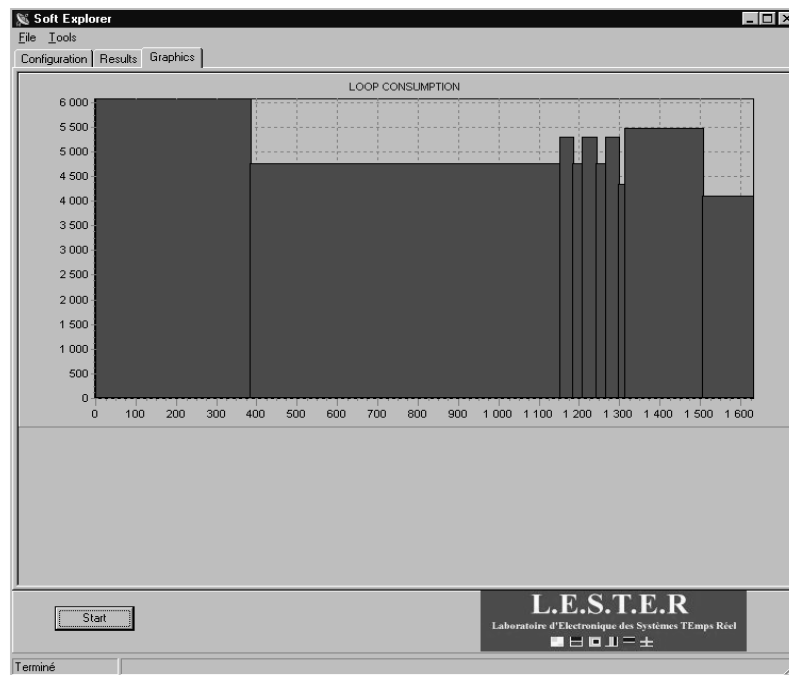 Soft Explorer
File Tools
Configuration Results Graphics
LOOP CONSUMPTION
6 000
5 500
5 000
4 500
4 000
3 500
3 000
2 500
2 000
1 500
1 000
500
0
0 100 200 300 400 500 600 700 800 900 1 000 1 100 1 200 1 300 1 400 1 500 1 600
Start
L.E.S.T.E.R
Laboratoire d'Electronique des Systèmes TEmps Réel
Terminé